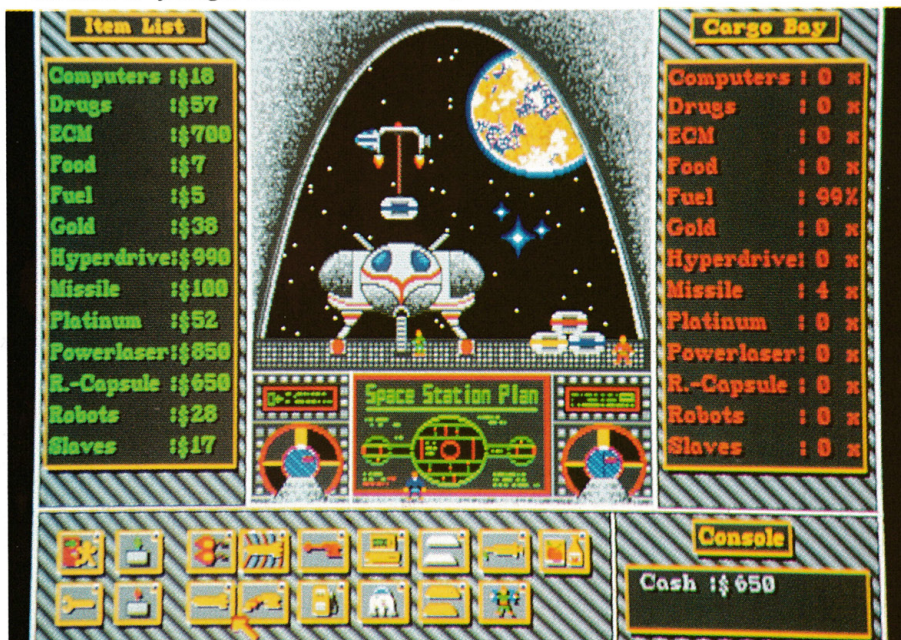 Item List
Computers :$18
Drugs :$57
ECM :$700
Food :$7
Fuel :$5
Gold :$38
Hyperdrive:$990
Missile :$100
Platinum :$52
Powerlaser:$850
R.-Capsule :$650
Robots :$28
Slaves :$17
Space Station Plan
Cargo Bay
Computers : 0 x
Drugs : 0 x
ECM : 0 x
Food : 0 x
Fuel : 99%
Gold : 0 x
Hyperdrive: 0 x
Missile : 4 x
Platinum : 0 x
Powerlaser: 0 x
R.-Capsule : 0 x
Robots : 0 x
Slaves : 0 x
Console
Cash :$650